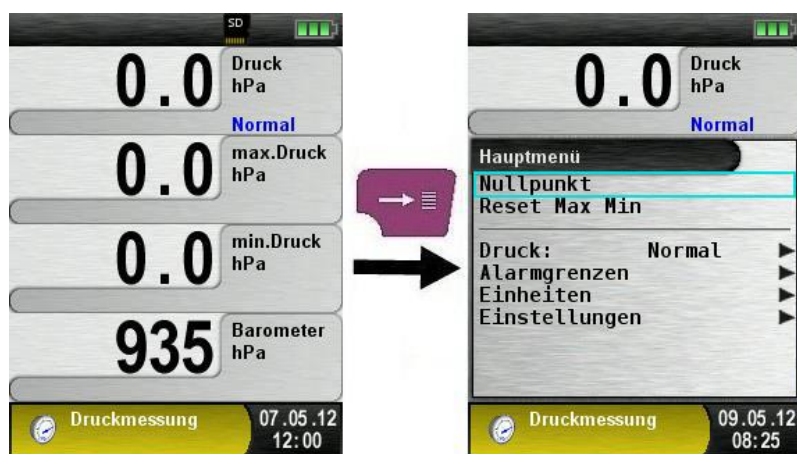 SD
0.0 Druck
hPa
Normal
0.0 max.Druck
hPa
0.0 min.Druck
hPa
935 Barometer
hPa
Druckmessung 07.05.12
12:00
0.0 Druck
hPa
Normal
Hauptmenü
Nullpunkt
Reset Max Min
Druck: Normal
Alarmgrenzen
Einheiten
Einstellungen
Druckmessung 09.05.12
08:25